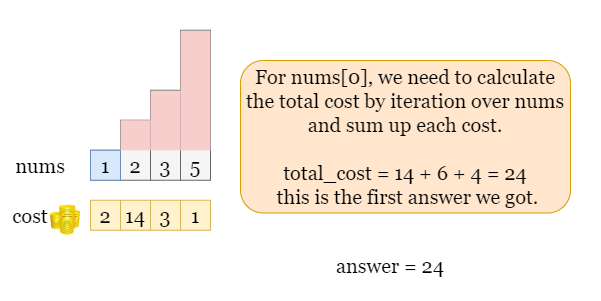 For nums[0], we need to calculate
the total cost by iteration over nums
and sum up each cost.
total_cost = 14 + 6 + 4 = 24
this is the first answer we got.
nums 1 2 3 5
cost 2 14 3 1
answer = 24